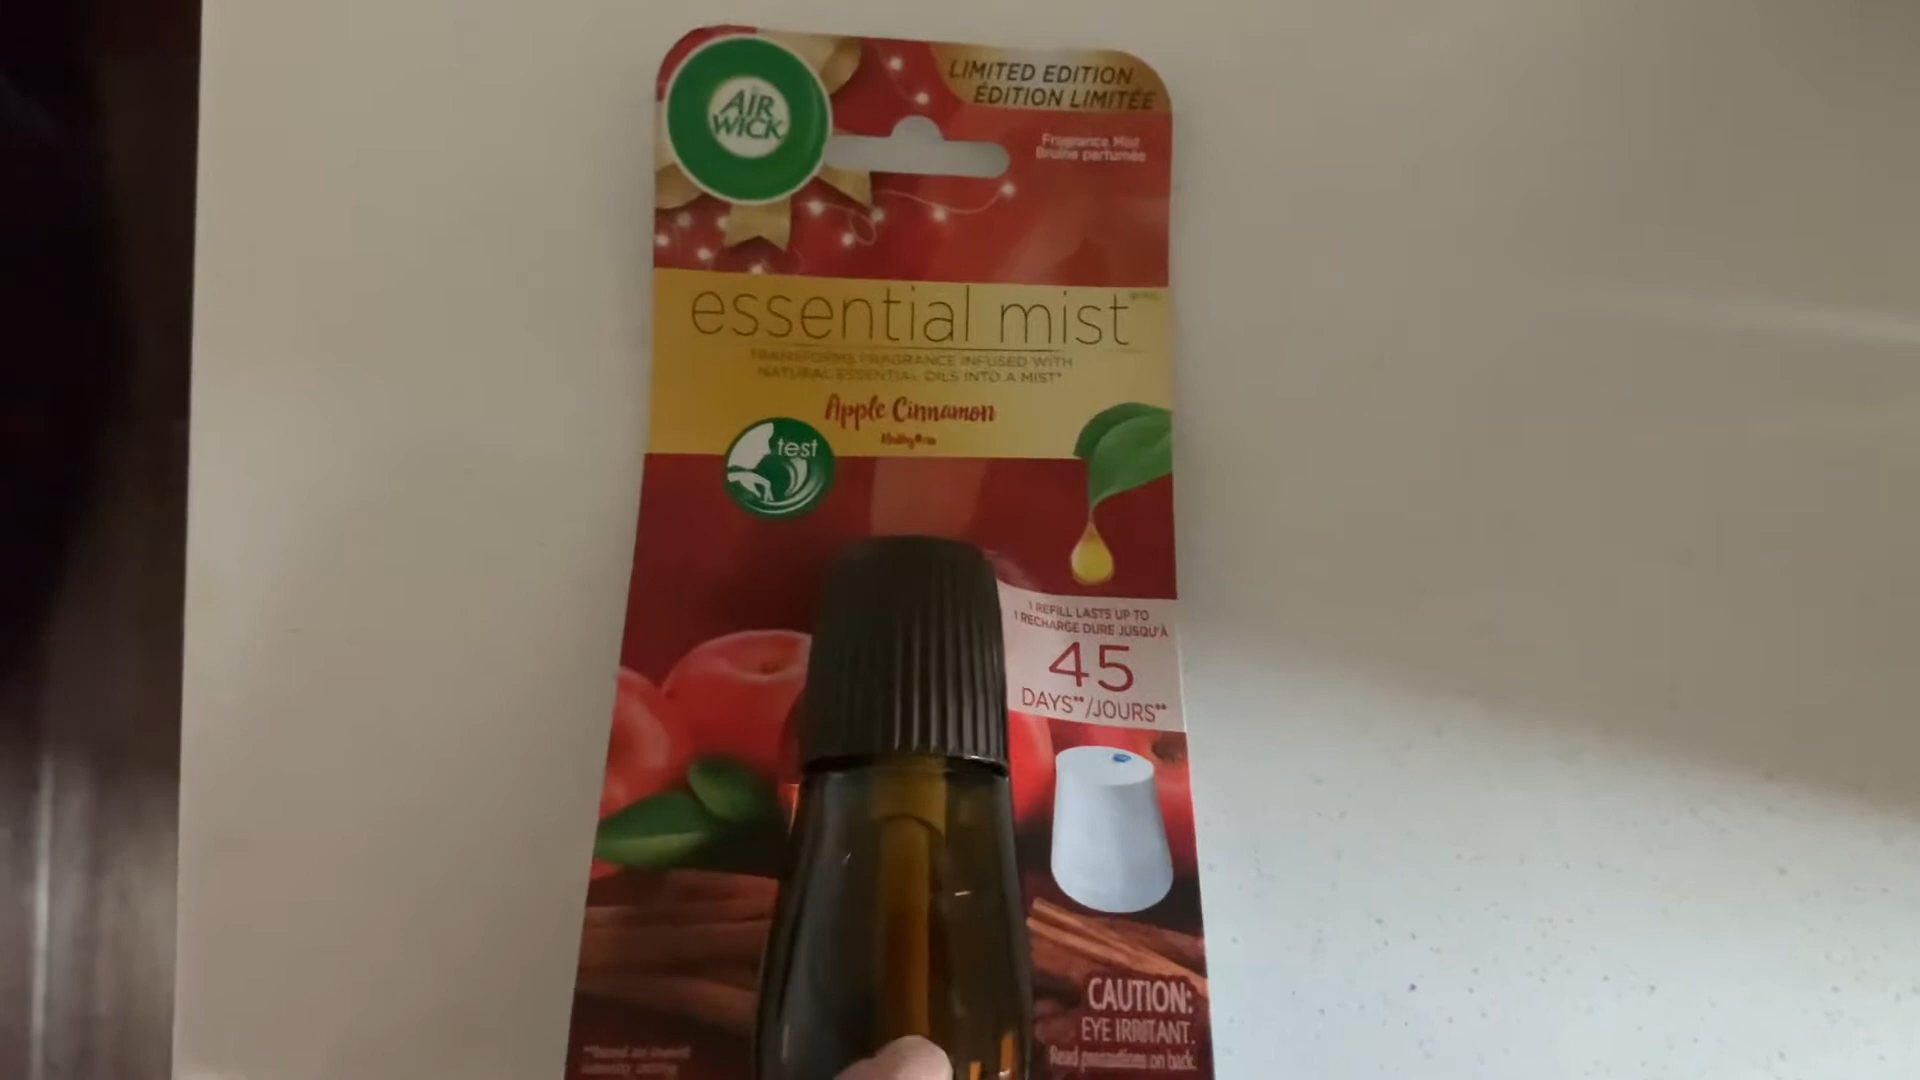 AIR
WICK
LIMITED EDITION
ÉDITION LIMITÉE
Fragrance Mist
Bruine parfumée
essential mist
TRANSFORMS FRAGRANCE INFUSED WITH
NATURAL ESSENTIAL OILS INTO A MIST*
Apple Cinnamon
test
1 REFILL LASTS UP TO
1 RECHARGE DURE JUSQU'À
45
DAYS**/JOURS**
CAUTION:
EYE IRRITANT.
Read precautions on back.